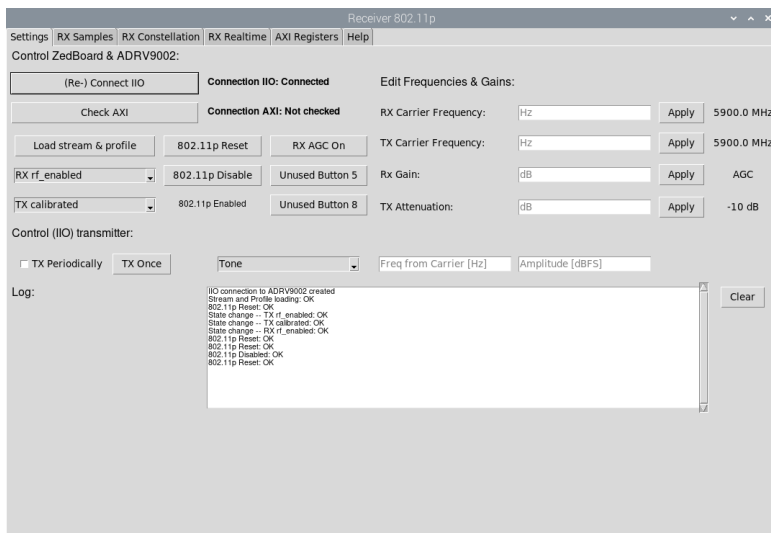 Receiver 802.11p
Settings RX Samples RX Constellation RX Realtime AXI Registers Help
Control ZedBoard & ADRV9002:
(Re-) Connect IIO Connection IIO: Connected Edit Frequencies & Gains:
Check AXI Connection AXI: Not checked RX Carrier Frequency: Hz Apply 5900.0 MHz
Load stream & profile 802.11p Reset RX AGC On TX Carrier Frequency: Hz Apply 5900.0 MHz
RX rf_enabled 802.11p Disable Unused Button 5 Rx Gain: dB Apply AGC
TX calibrated 802.11p Enabled Unused Button 8 TX Attenuation: dB Apply -10 dB
Control (IIO) transmitter:
TX Periodically TX Once Tone Freq from Carrier [Hz] Amplitude [dBFS]
Log: Clear
IIO connection to ADRV9002 created
Stream and Profile loading: OK
802.11p Reset: OK
State change -- TX rf_enabled: OK
State change -- TX calibrated: OK
State change -- RX rf_enabled: OK
802.11p Reset: OK
802.11p Reset: OK
802.11p Disabled: OK
802.11p Reset: OK